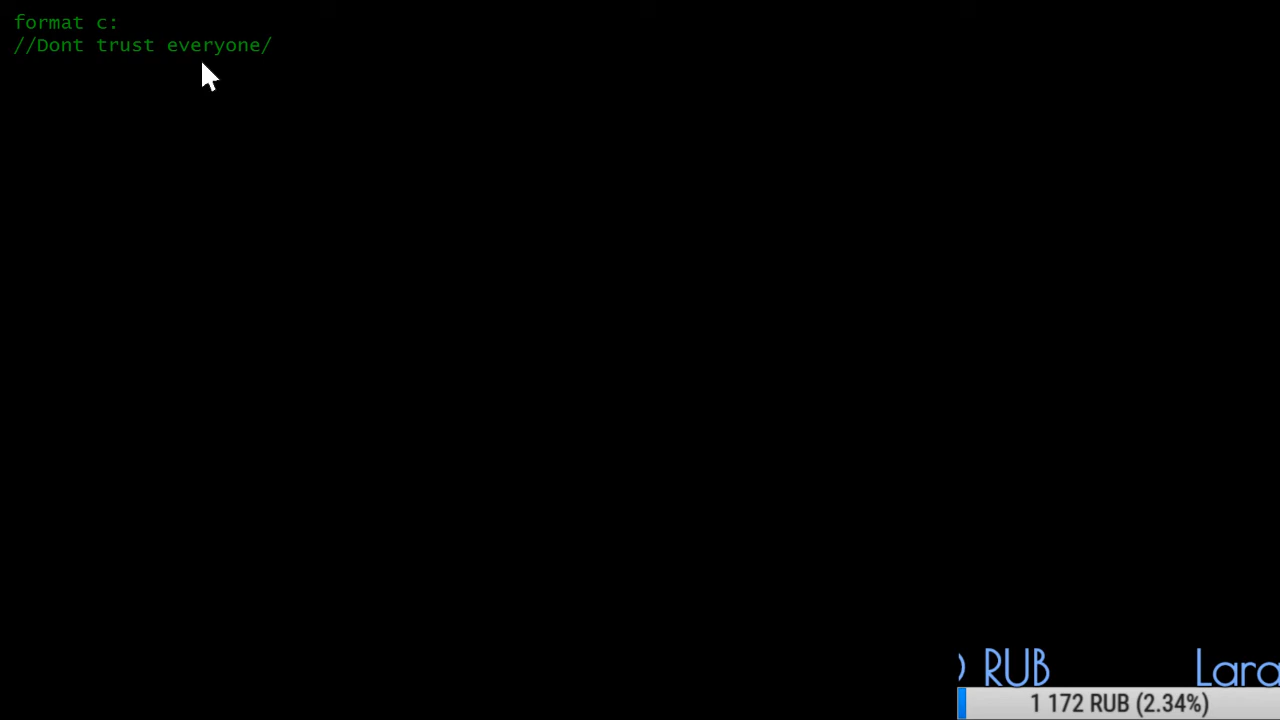 format c:
//Dont trust everyone/
RUB Lara
1 172 RUB (2.34%)